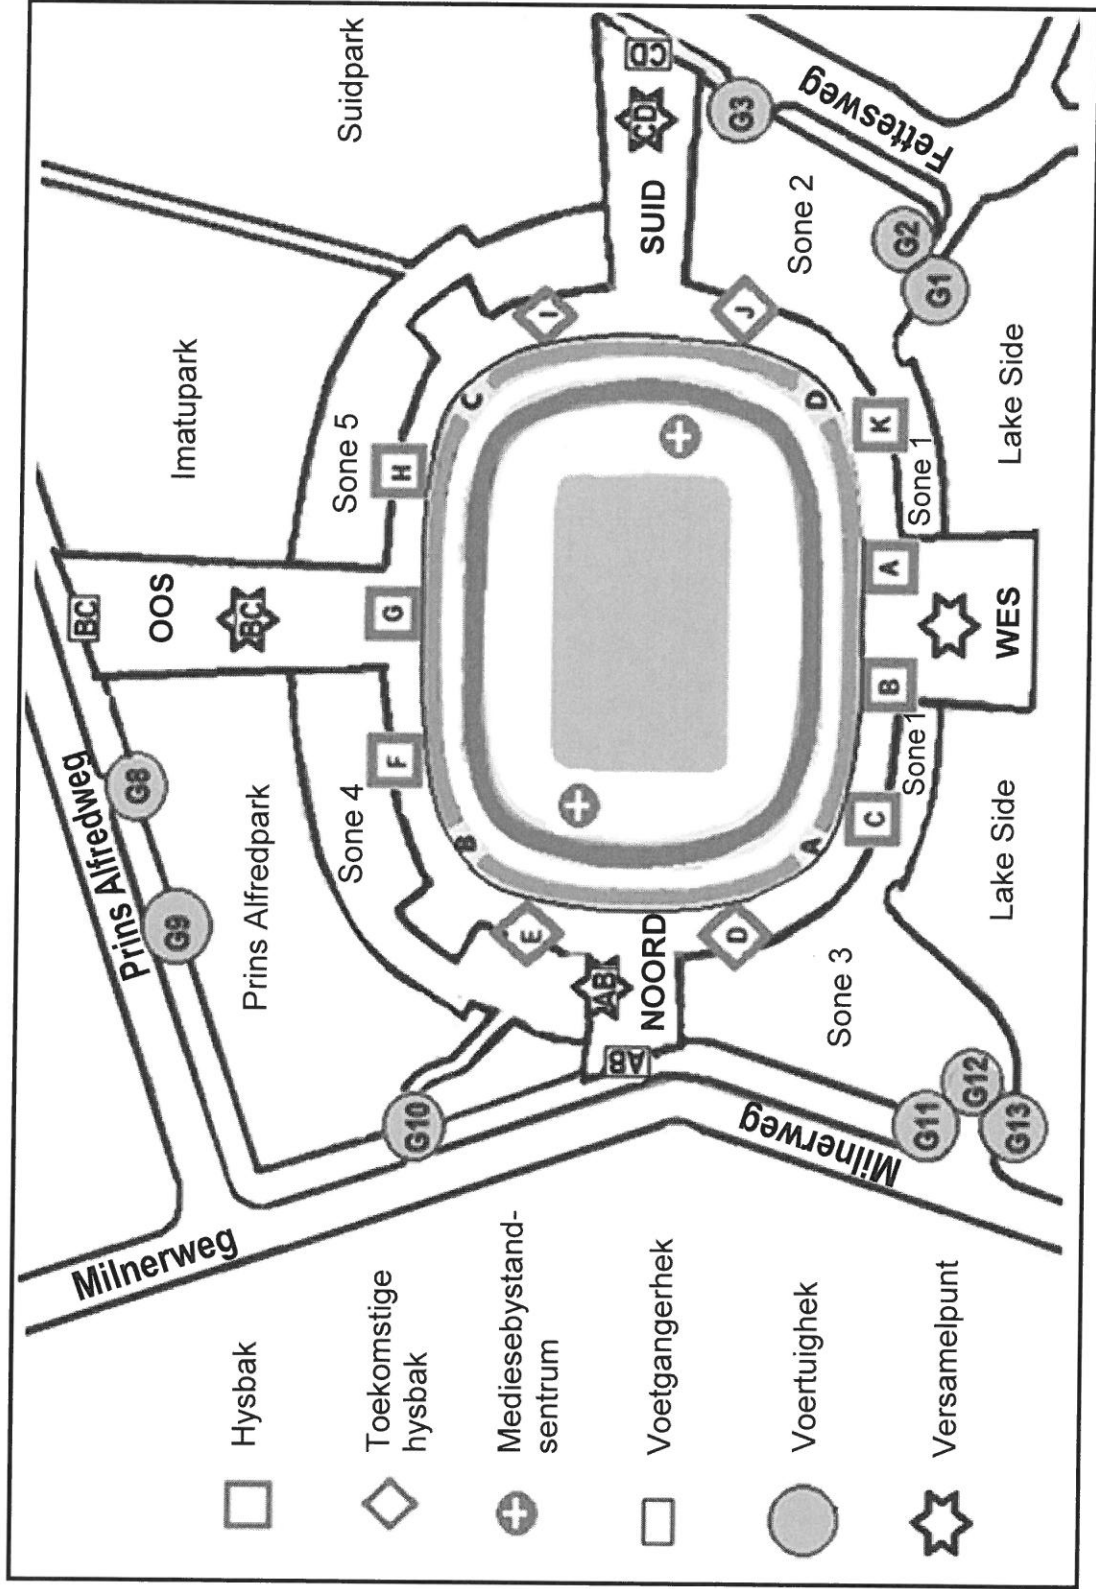 Hysbak
Toekomstige
hysbak
Mediesebystand-
sentrum
Voetgangerhek
Voertuighek
Versamelpunt
Milnerweg
Prins Alfredweg
G9
G8
BC
OOS
BC
Prins Alfredpark
Imatupark
Suidpark
G10
Sone 4
Sone 5
F
G
H
B
C
E
I
AB
AB
NOORD
SUID
CD
CD
D
J
G3
A
D
Milnerweg
Sone 3
Sone 2
Fettesweg
C
B
A
K
Sone1
Sone 1
G11
G12
G13
G2
G1
WES
Lake Side
Lake Side